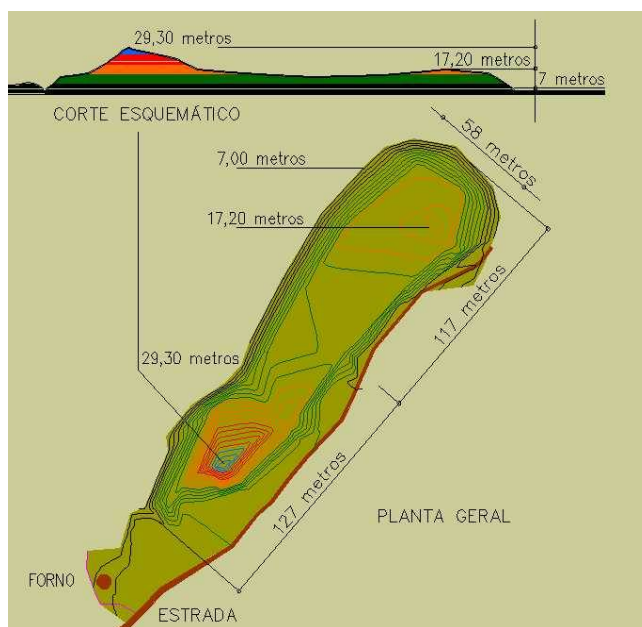 29,30 metros
17,20 metros
7 metros
CORTE ESQUEMÁTICO
58 metros
7,00 metros
17,20 metros
117 metros
29,30 metros
127 metros
PLANTA GERAL
FORNO
ESTRADA